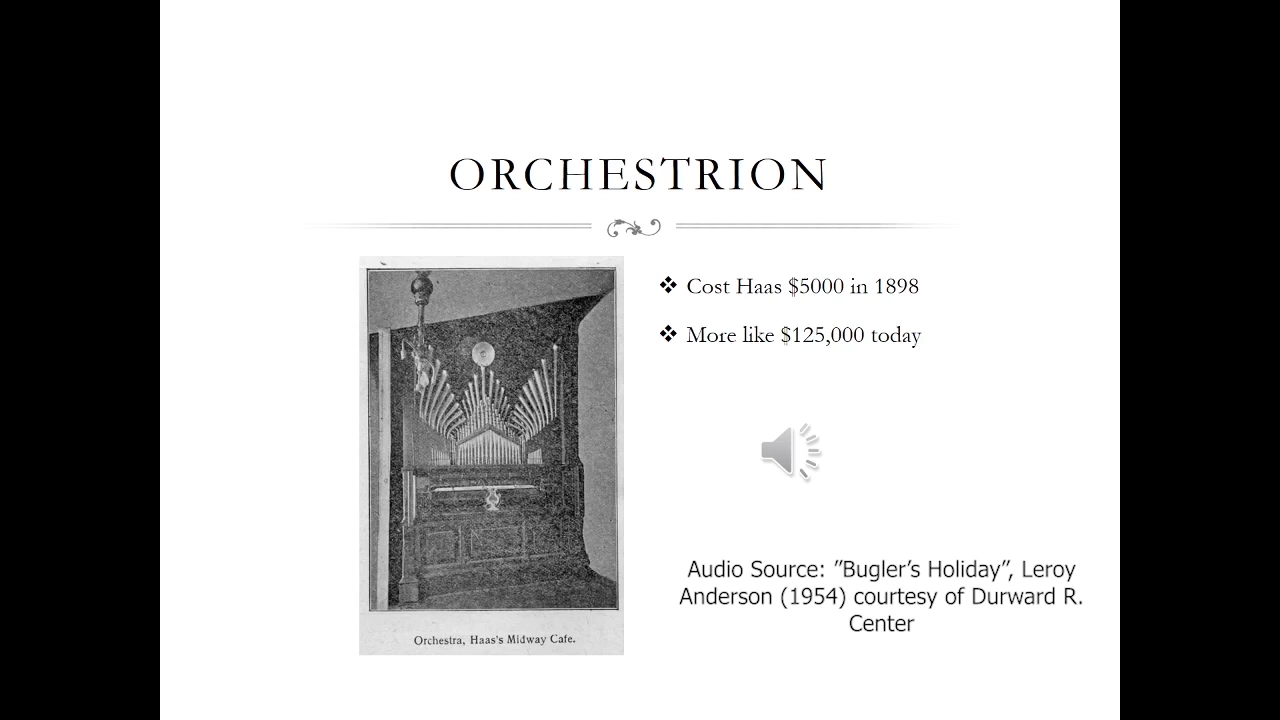 ORCHESTRION
❖ Cost Haas $5000 in 1898
❖ More like $125,000 today
Orchestra, Haas's Midway Cafe.
Audio Source: ”Bugler’s Holiday”, Leroy
Anderson (1954) courtesy of Durward R.
Center